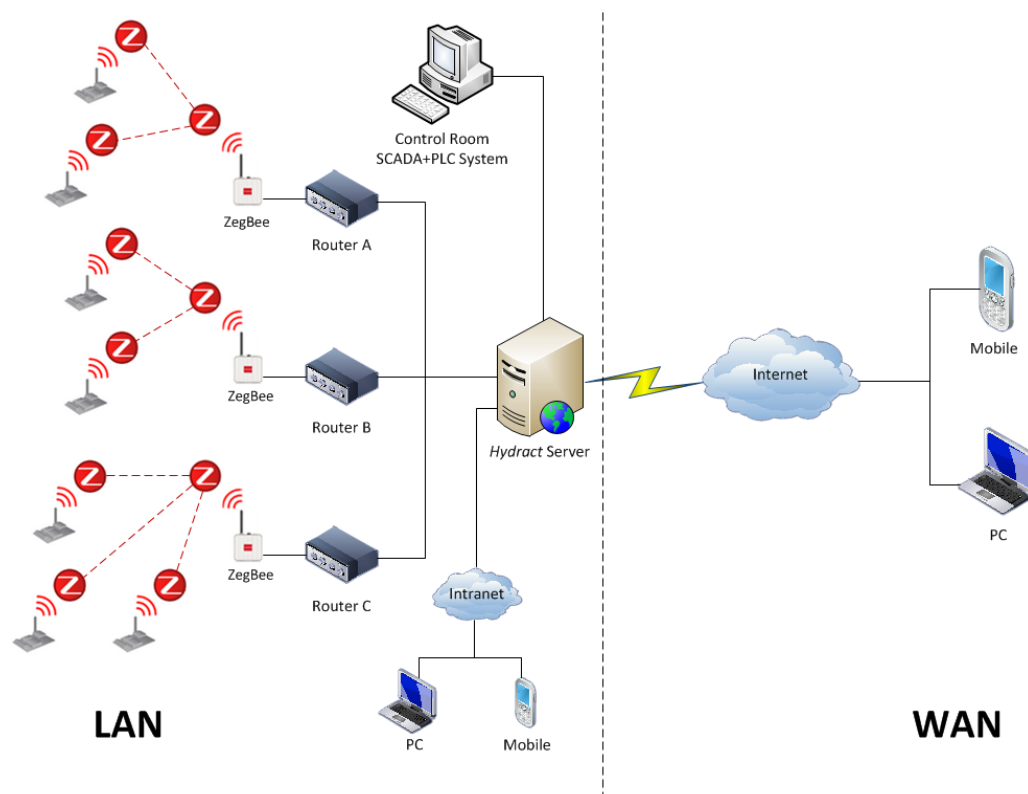 Control Room
SCADA+PLC System
ZegBee
Router A
Mobile
Internet
ZegBee
Router B
Hydract Server
PC
ZegBee
Router C
Intranet
PC
Mobile
LAN
WAN
Z
Z
Z
Z
Z
Z
Z
Z
Z
Z